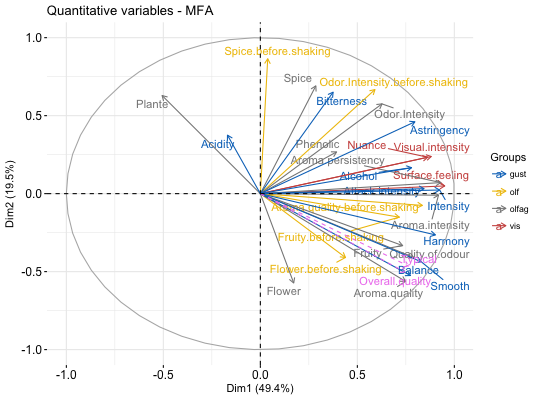 Quantitative variables - MFA
1.0
Spice.before.shaking
Spice
Odor.Intensity.before.shaking
Plante
Bitterness
0.5
Odor.Intensity
Astringency
Acidity
Phenolic
Nuance
Visual.intensity
Aroma.persistency
Alcohol
Surface.feeling
0.0
Aroma.quality.before.shaking
Intensity
Aroma.intensity
Fruity.before.shaking
Harmony
Fruity
Quality.of.odour
Typical
Flower.before.shaking
Balance
-0.5
Overall.quality
Smooth
Flower
Aroma.quality
-1.0
-1.0
-0.5
0.0
0.5
1.0
Dim1 (49.4%)
Dim2 (19.5%)
Groups
gust
olf
olfag
vis